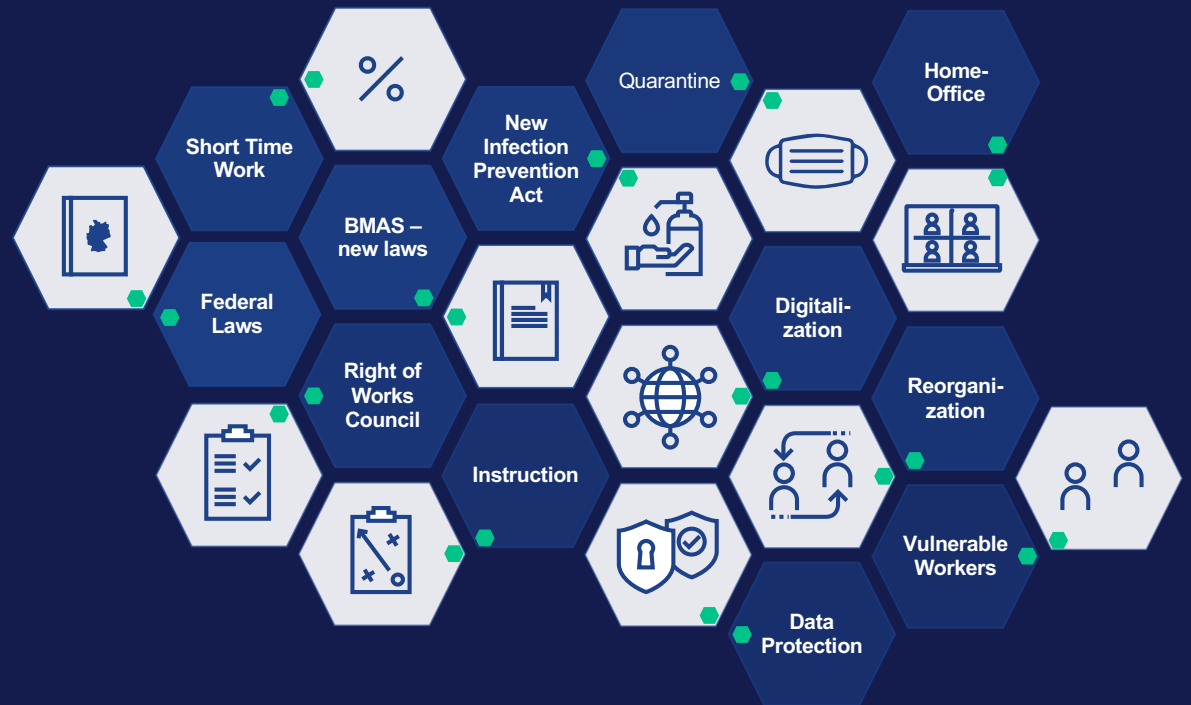 Quarantine
Home-
Office
Short Time
Work
New
Infection
Prevention
Act
BMAS –
new laws
Federal
Laws
Digitali-
zation
Right of
Works
Council
Reorgani-
zation
Instruction
Vulnerable
Workers
Data
Protection